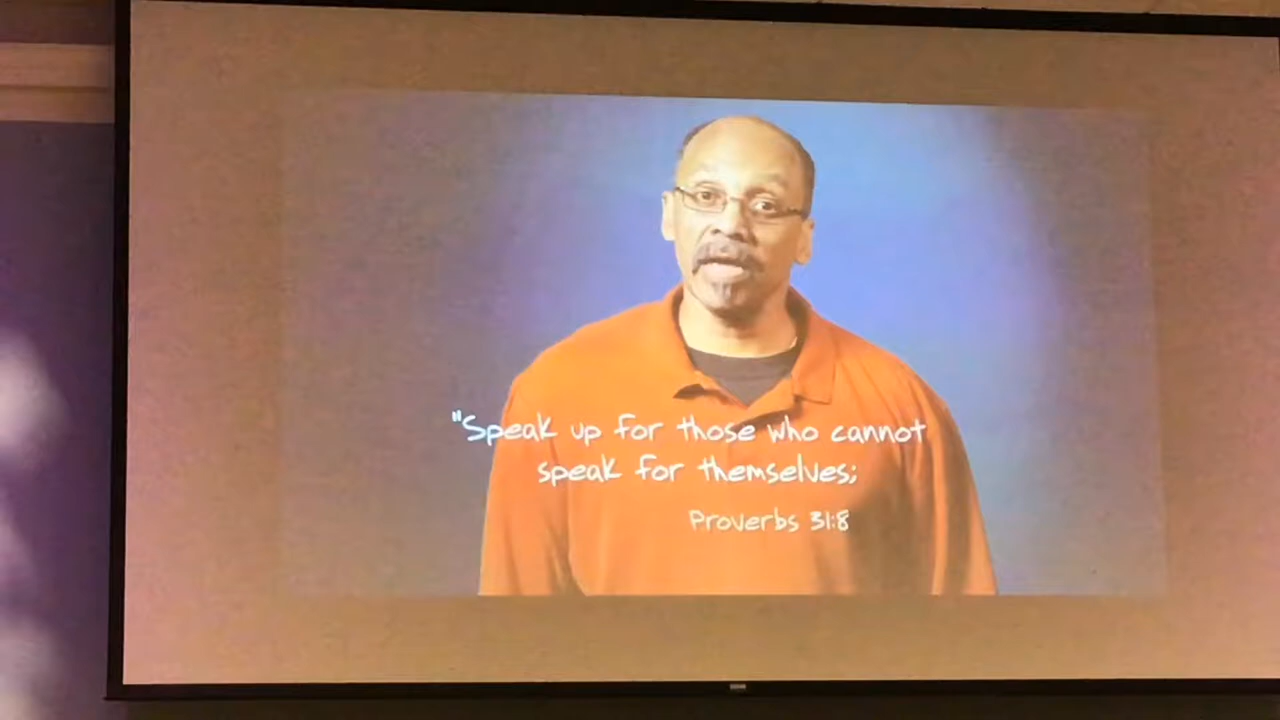 "Speak up for those who cannot
speak for themselves;
Proverbs 31:8